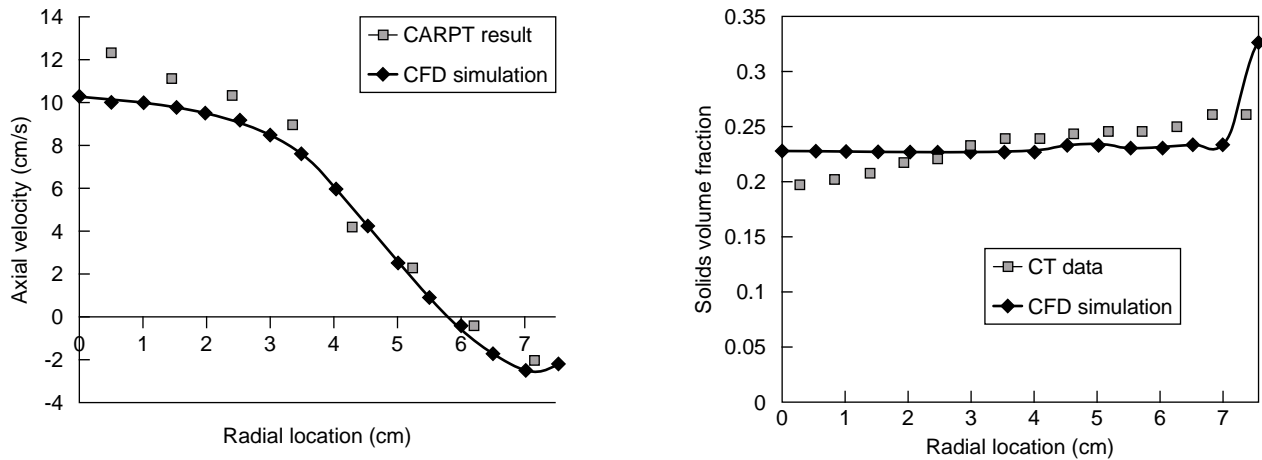 CARPT result
CFD simulation
Axial velocity (cm/s)
12
10
8
6
4
2
0
-2
-4
0 1 2 3 4 5 6 7
Radial location (cm)
0.35
0.3
0.25
0.2
0.15
0.1
0.05
0
Solids volume fraction
CT data
CFD simulation
0 1 2 3 4 5 6 7
Radial location (cm)